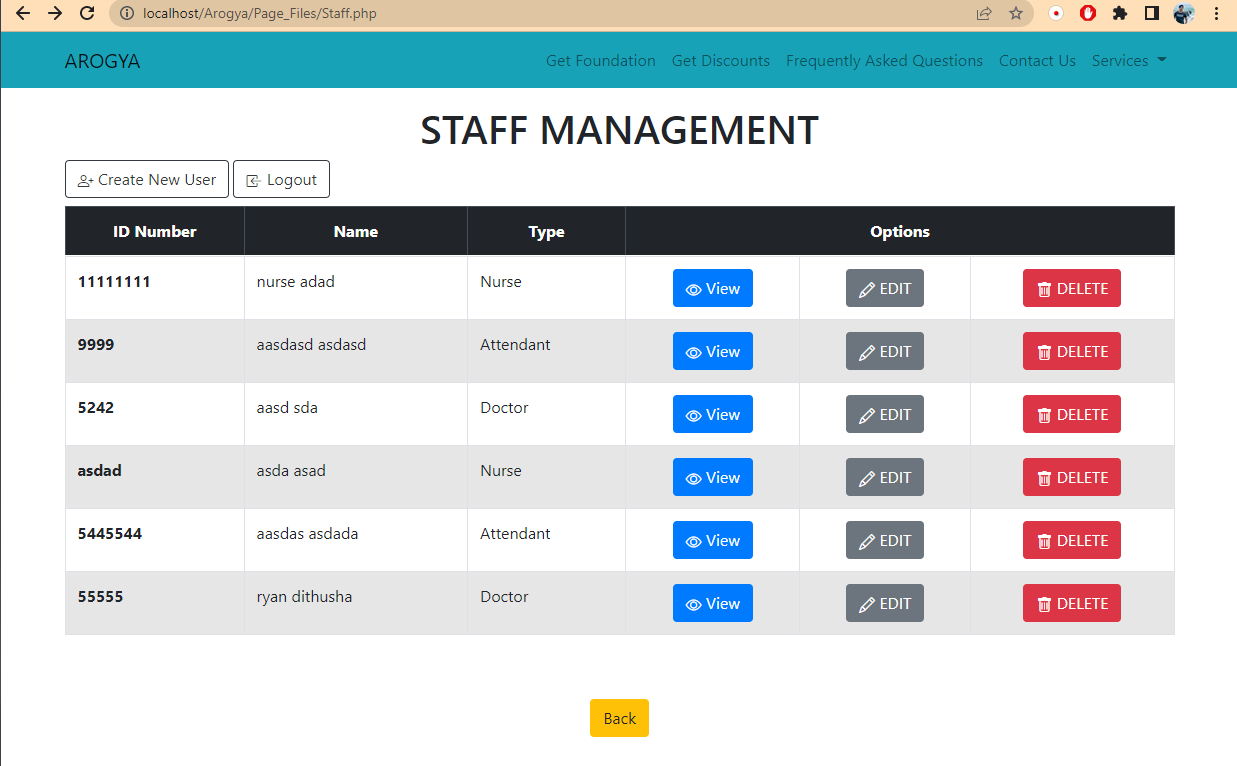 localhost/Arogya/Page_Files/Staff.php
AROGYA Get Foundation Get Discounts Frequently Asked Questions Contact Us Services
STAFF MANAGEMENT
Create New User Logout
ID Number Name Type Options
11111111 nurse adad Nurse View EDIT DELETE
9999 aasdasd asdasd Attendant View EDIT DELETE
5242 aasd sda Doctor View EDIT DELETE
asdad asda asad Nurse View EDIT DELETE
5445544 aasdas asdada Attendant View EDIT DELETE
55555 ryan dithusha Doctor View EDIT DELETE
Back